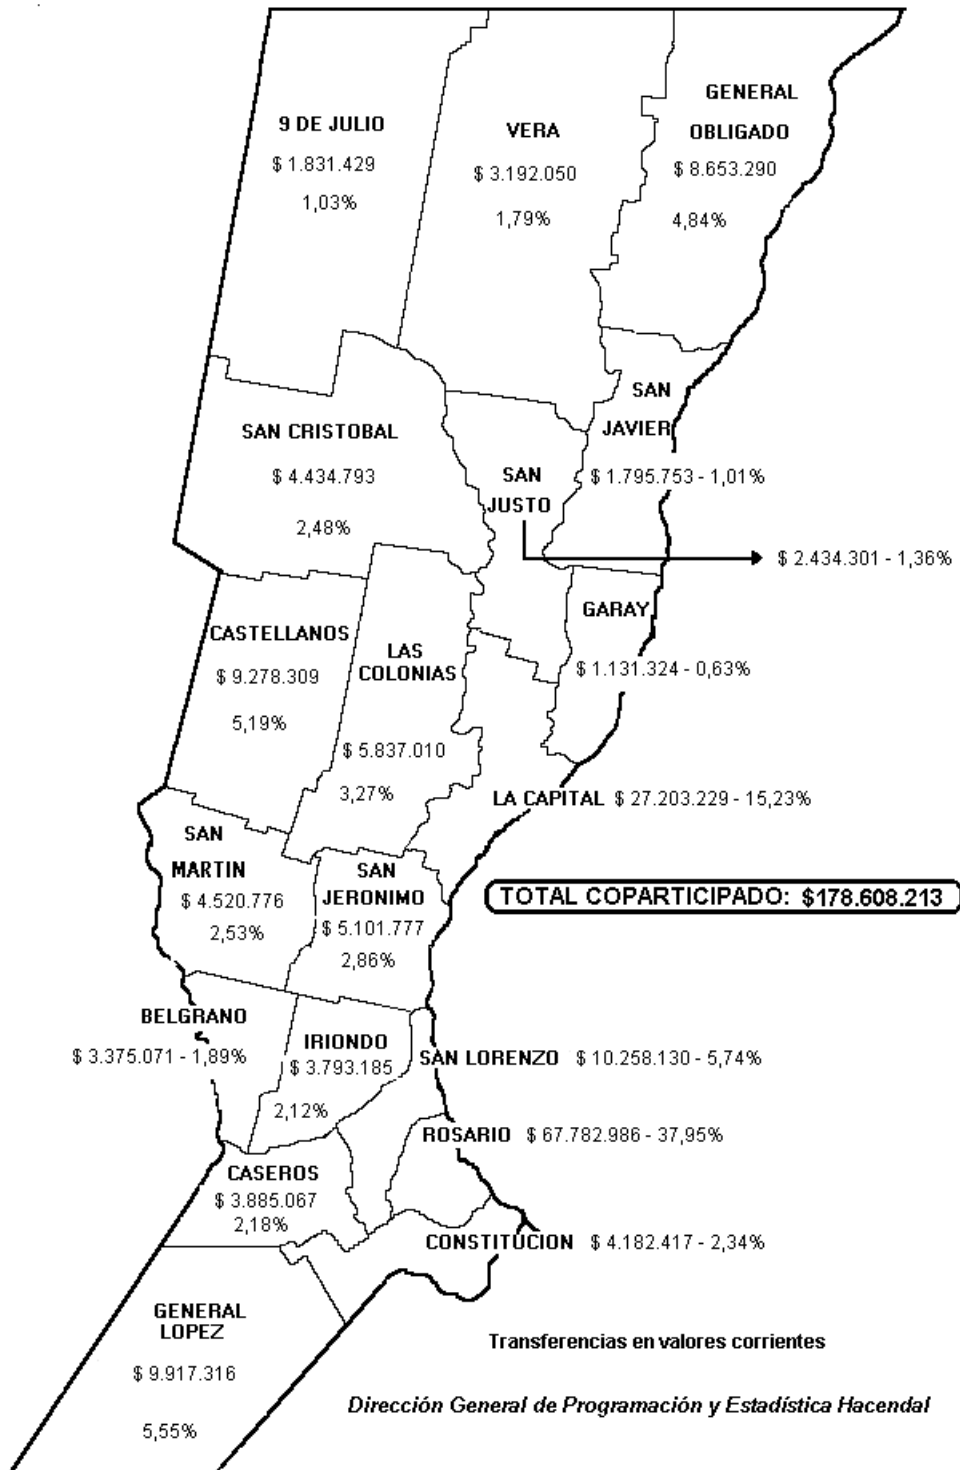 9 DE JULIO
$ 1.831.429
1,03%
VERA
$ 3.192.050
1,79%
GENERAL
OBLIGADO
$ 8.653.290
4,84%
SAN CRISTOBAL
$ 4.434.793
2,48%
SAN
JUSTO
$ 2.434.301 - 1,36%
SAN
JAVIER
$ 1.795.753 - 1,01%
CASTELLANOS
$ 9.278.309
5,19%
LAS
COLONIAS
$ 5.837.010
3,27%
GARAY
$ 1.131.324 - 0,63%
LA CAPITAL $ 27.203.229 - 15,23%
SAN
MARTIN
$ 4.520.776
2,53%
SAN
JERONIMO
$ 5.101.777
2,86%
TOTAL COPARTICIPADO: $178.608.213
BELGRANO
$ 3.375.071 - 1,89%
IRIONDO
$ 3.793.185
2,12%
SAN LORENZO $ 10.258.130 - 5,74%
ROSARIO $ 67.782.986 - 37,95%
CASEROS
$ 3.885.067
2,18%
CONSTITUCION $ 4.182.417 - 2,34%
GENERAL
LOPEZ
$ 9.917.316
5,55%
Transferencias en valores corrientes
Dirección General de Programación y Estadística Hacendal